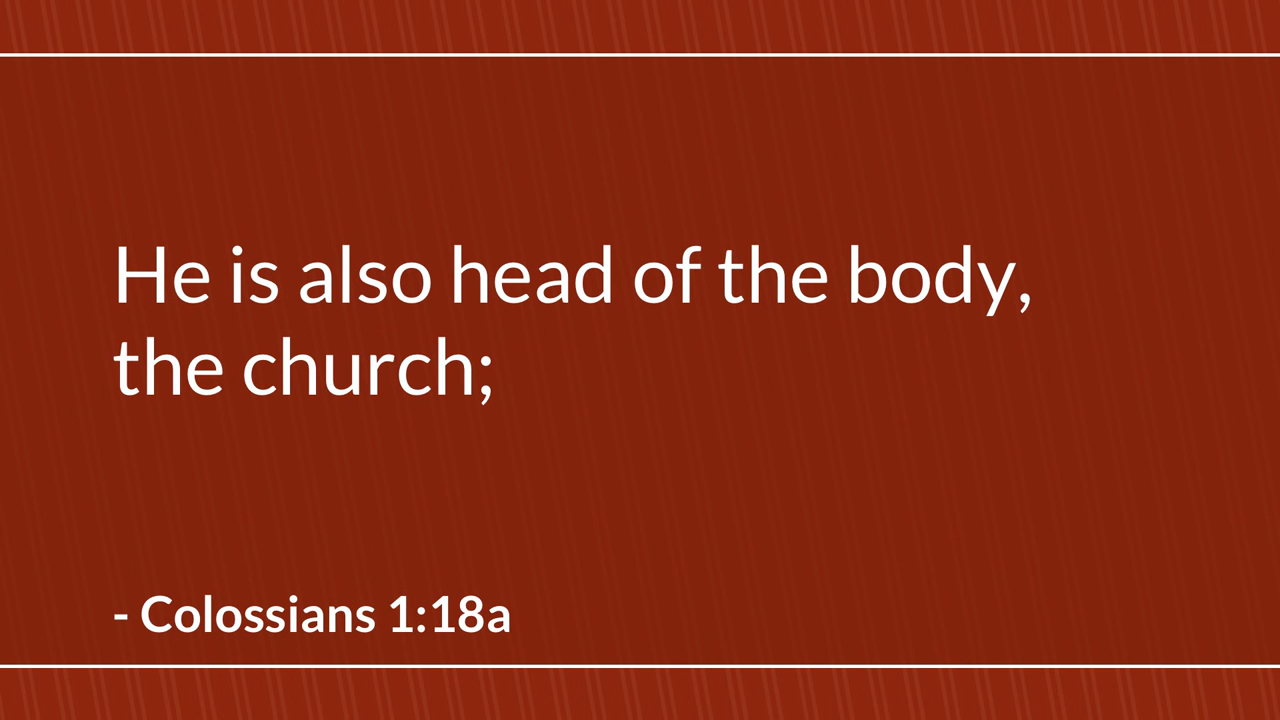 He is also head of the body,
the church;
- Colossians 1:18a